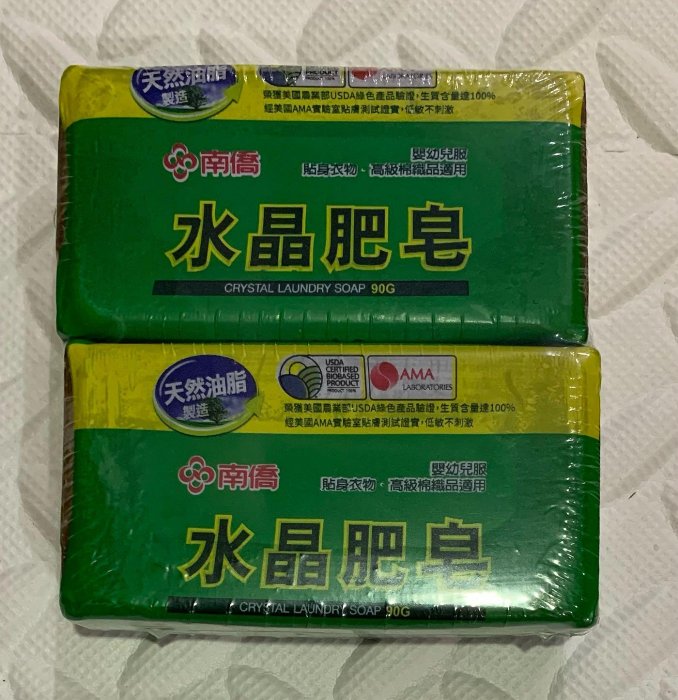 天然油脂
製造
榮獲美國農業部USDA綠色產品驗證，生質含量達100%
經美國AMA實驗室貼膚測試證實，低敏不刺激
南僑
嬰幼兒服
貼身衣物、高級棉織品適用
水晶肥皂
CRYSTAL LAUNDRY SOAP 90G
天然油脂
製造
USDA
CERTIFIED
BIOBASED
PRODUCT
PRODUCT 100%
AMA
LABORATORIES
榮獲美國農業部USDA綠色產品驗證，生質含量達100%
經美國AMA實驗室貼膚測試證實，低敏不刺激
南僑
嬰幼兒服
貼身衣物、高級棉織品適用
水晶肥皂
CRYSTAL LAUNDRY SOAP 90G